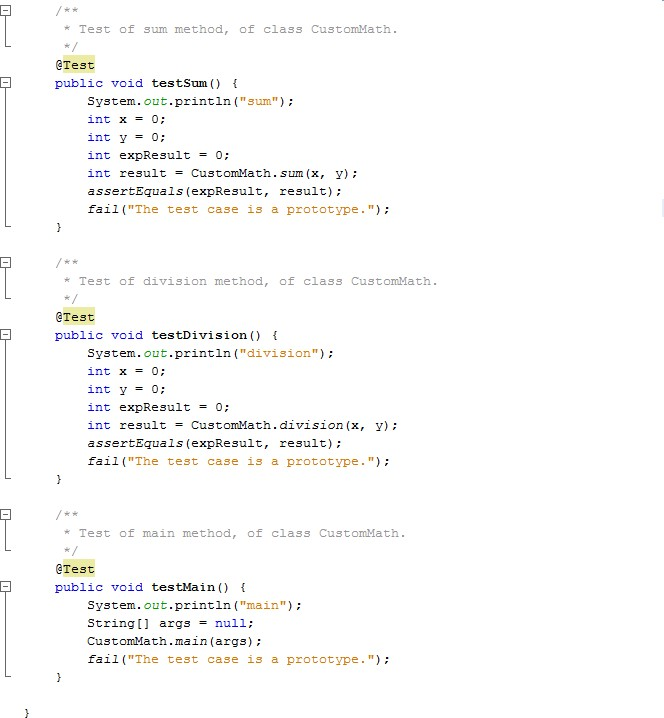 /**
* Test of sum method, of class CustomMath.
*/
@Test
public void testSum() {
System.out.println("sum");
int x = 0;
int y = 0;
int expResult = 0;
int result = CustomMath.sum(x, y);
assertEquals(expResult, result);
fail("The test case is a prototype.");
}
/**
* Test of division method, of class CustomMath.
*/
@Test
public void testDivision() {
System.out.println("division");
int x = 0;
int y = 0;
int expResult = 0;
int result = CustomMath.division(x, y);
assertEquals(expResult, result);
fail("The test case is a prototype.");
}
/**
* Test of main method, of class CustomMath.
*/
@Test
public void testMain() {
System.out.println("main");
String[] args = null;
CustomMath.main(args);
fail("The test case is a prototype.");
}
}